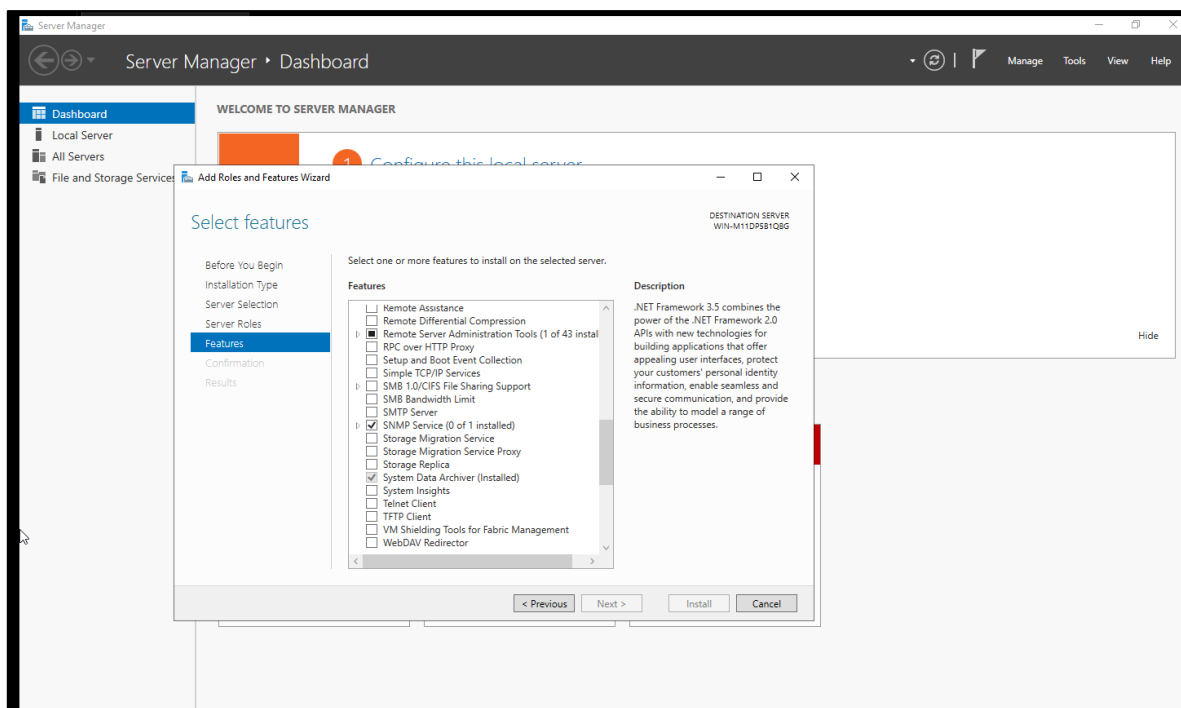 Server Manager
Server Manager • Dashboard
Manage Tools View Help
Dashboard
Local Server
All Servers
File and Storage Services
WELCOME TO SERVER MANAGER
1 Configure this local server
Hide
Add Roles and Features Wizard
Select features
DESTINATION SERVER
WIN-M11DP5B1QBG
Before You Begin
Installation Type
Server Selection
Server Roles
Features
Confirmation
Results
Select one or more features to install on the selected server.
Features
Remote Assistance
Remote Differential Compression
Remote Server Administration Tools (1 of 43 instal
RPC over HTTP Proxy
Setup and Boot Event Collection
Simple TCP/IP Services
SMB 1.0/CIFS File Sharing Support
SMB Bandwidth Limit
SMTP Server
SNMP Service (0 of 1 installed)
Storage Migration Service
Storage Migration Service Proxy
Storage Replica
System Data Archiver (Installed)
System Insights
Telnet Client
TFTP Client
VM Shielding Tools for Fabric Management
WebDAV Redirector
Description
.NET Framework 3.5 combines the
power of the .NET Framework 2.0
APIs with new technologies for
building applications that offer
appealing user interfaces, protect
your customers' personal identity
information, enable seamless and
secure communication, and provide
the ability to model a range of
business processes.
< Previous
Next >
Install
Cancel